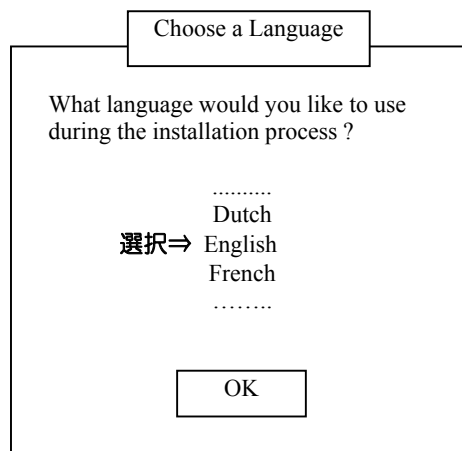 Choose a Language
What language would you like to use
during the installation process ?
..........
Dutch
選択⇒ English
French
……..
OK